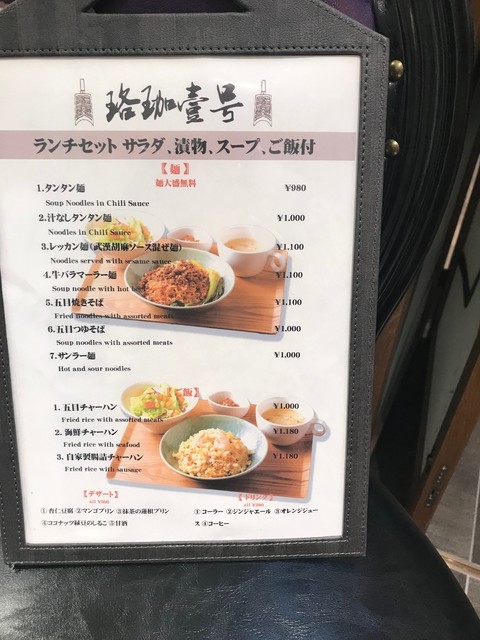 珞珈壹号
ランチセット サラダ、漬物、スープ、ご飯付
【麺】
麺大盛無料
1.タンタン麺 ¥980
Soup Noodles in Chili Sauce
2.汁なしタンタン麺 ¥1,000
Noodles in Chili Sauce
3.レッカン麺(武漢胡麻ソース混ぜ麺) ¥1,100
Noodles served with sesame sauce
4.牛バラマーラー麺 ¥1,100
Soup noodle with hot beef
5.五目焼きそば ¥1,100
Fried noodles with assorted meats
6.五目つゆそば ¥1,000
Soup noodles with assorted meats
7.サンラー麺 ¥1,000
Hot and sour noodles
飯】
1. 五目チャーハン ¥1,000
Fried rice with assorted meats
2. 海鮮チャーハン ¥1,180
Fried rice with seafood
3. 自家製腸詰チャーハン ¥1,180
Fried rice with sausage
【デザート】 【ドリンク】
①杏仁豆腐 ②マンゴプリン ③抹茶の蓮根プリン ①コーラー ②ジンジャエール ③オレンジジュー
④ココナッツ緑豆のしるこ ⑤甘酒 ス ④コーヒー